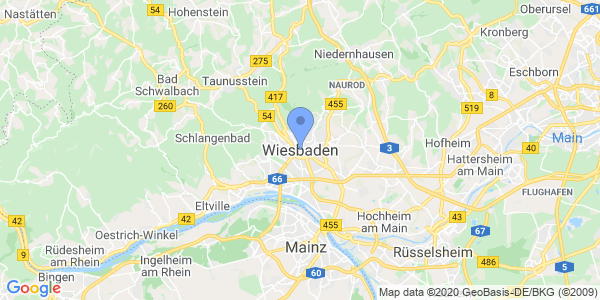 Nastätten
54
Hohenstein
3
455
Oberursel
661
Kronberg
Niedernhausen
275
Taunusstein
NAUROD
Eschborn
Bad
Schwalbach
417
455
8
260
54
519
Main
Schlangenbad
Wiesbaden
3
Hofheim
40
Hattersheim
am Main
66
FLUGHAFEN
Eltville
42
42
455
Hochheim
am Main
43
Oestrich-Winkel
67
9
Rüdesheim
am Rhein
Mainz
Rüsselsheim
Ingelheim
am Rhein
486
5
Bingen
60
Google
Map data ©2020 GeoBasis-DE/BKG (©2009)